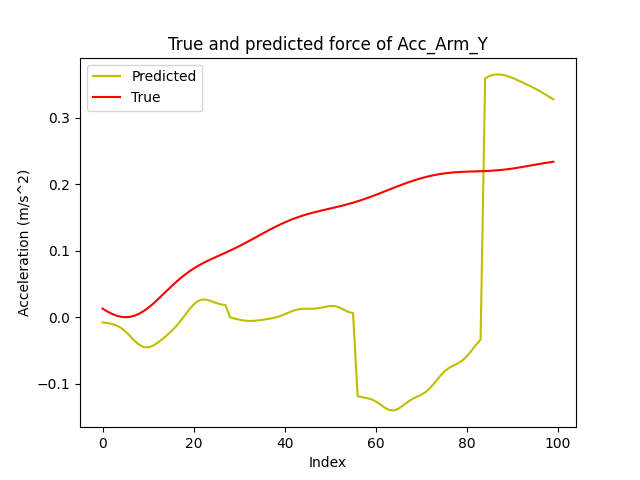 True and predicted force of Acc_Arm_Y
Predicted
True
0.3
0.2
0.1
0.0
−0.1
Acceleration (m/s^2)
0 20 40 60 80 100
Index